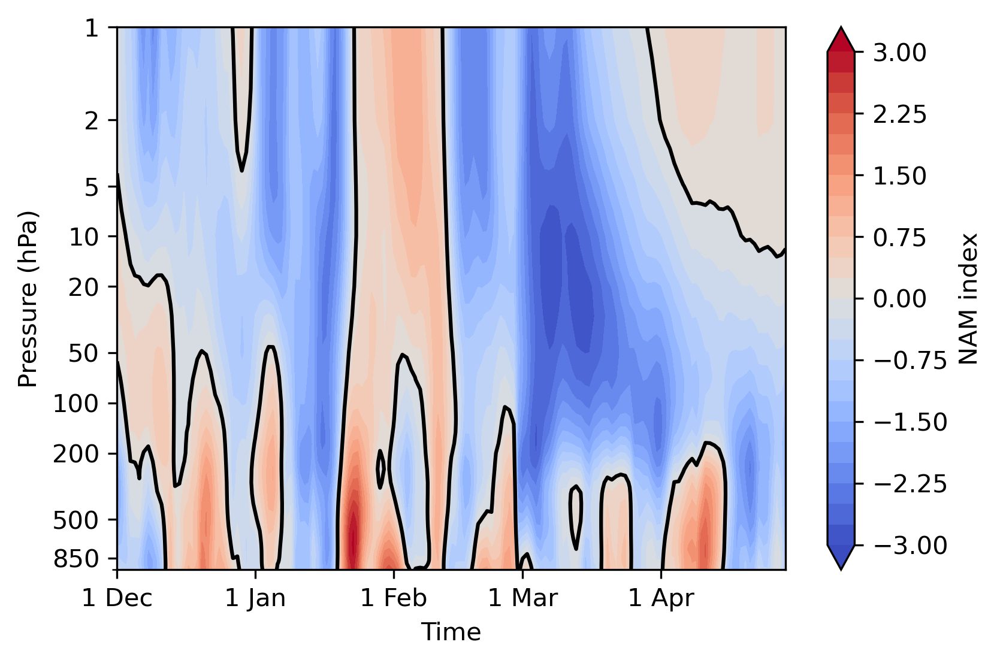 1
2
5
10
20
50
100
200
500
850
Pressure (hPa)
1 Dec
1 Jan
1 Feb
1 Mar
1 Apr
Time
3.00
2.25
1.50
0.75
0.00
−0.75
−1.50
−2.25
−3.00
NAM index